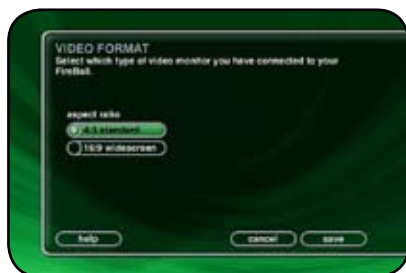 VIDEO FORMAT
Select which type of video monitor you have connected to your
FireBall.
aspect ratio
4:3 standard
16:9 widescreen
help cancel save